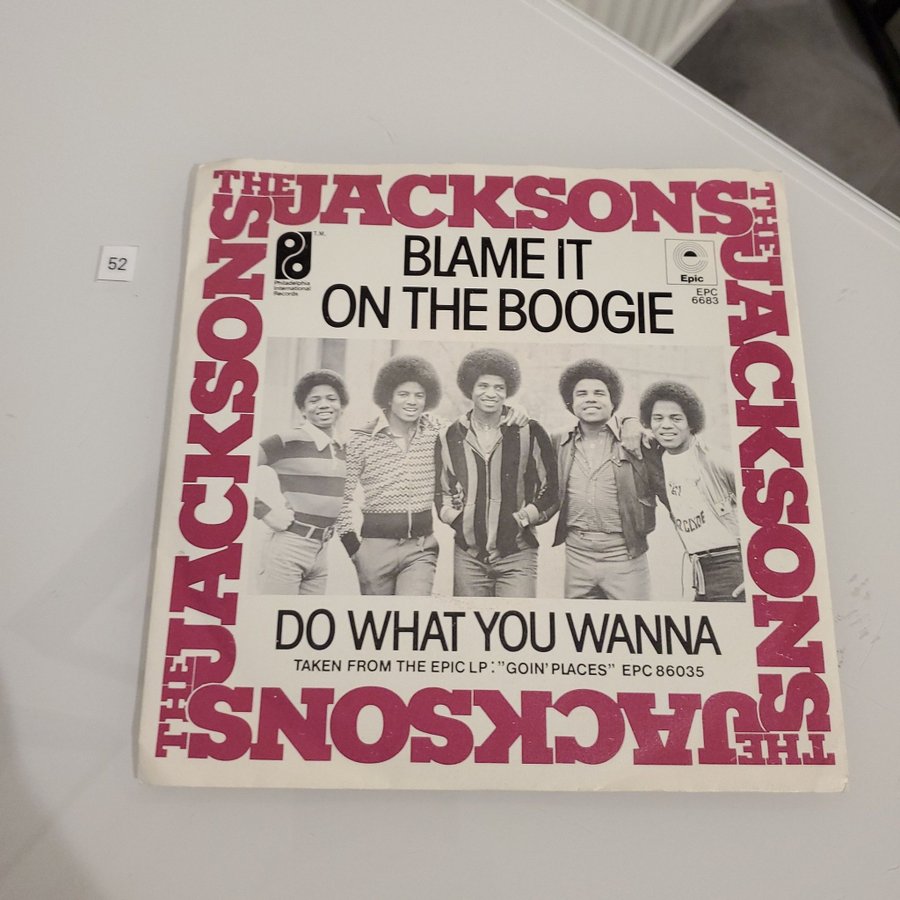 52
THE JACKSONS
THE JACKSONS
THE JACKSONS
THE JACKSONS
T.M.
Philadelphia
International
Records
BLAME IT
ON THE BOOGIE
Epic
EPC
6683
DO WHAT YOU WANNA
TAKEN FROM THE EPIC LP: "GOIN' PLACES" EPC 86035